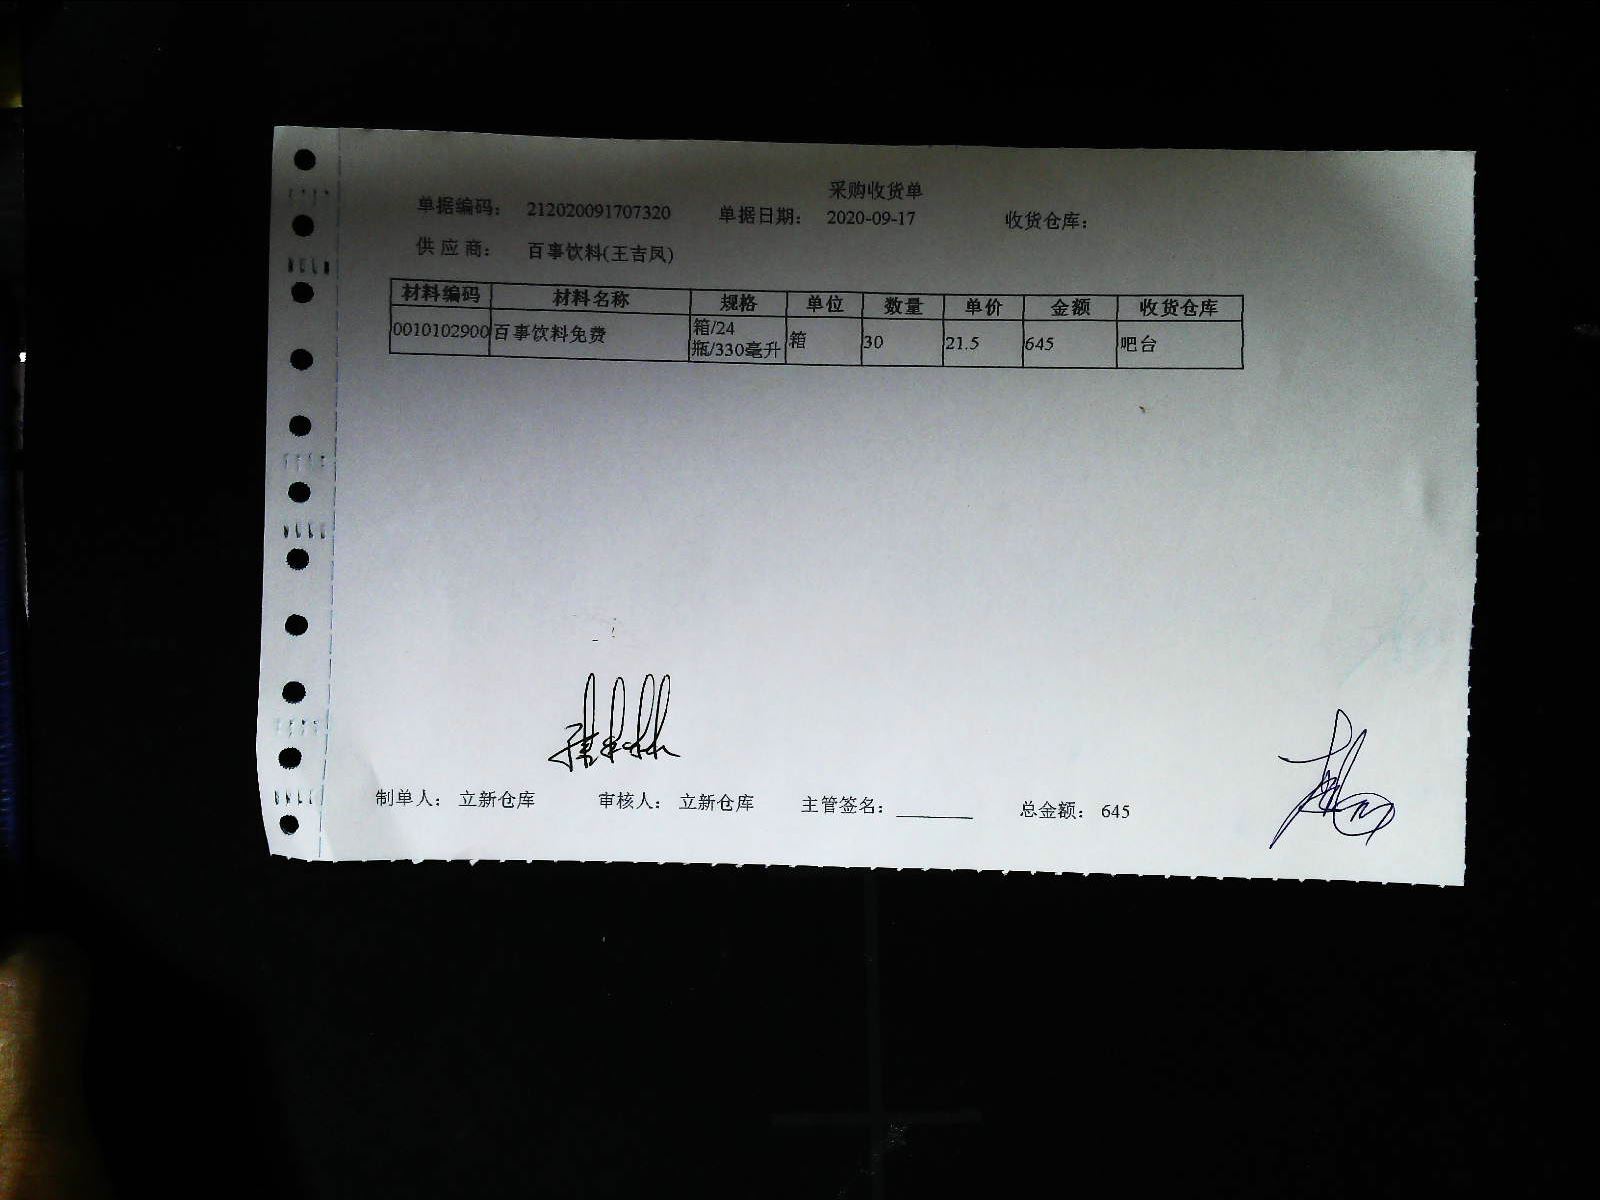 采购收货单
单据编码： 212020091707320 单据日期： 2020-09-17 收货仓库：
供应商： 百事饮料(王吉凤)
材料编码 材料名称 规格 单位 数量 单价 金额 收货仓库
0010102900 百事饮料免费 箱/24瓶/330毫升 箱 30 21.5 645 吧台
制单人： 立新仓库 审核人： 立新仓库 主管签名： 总金额： 645